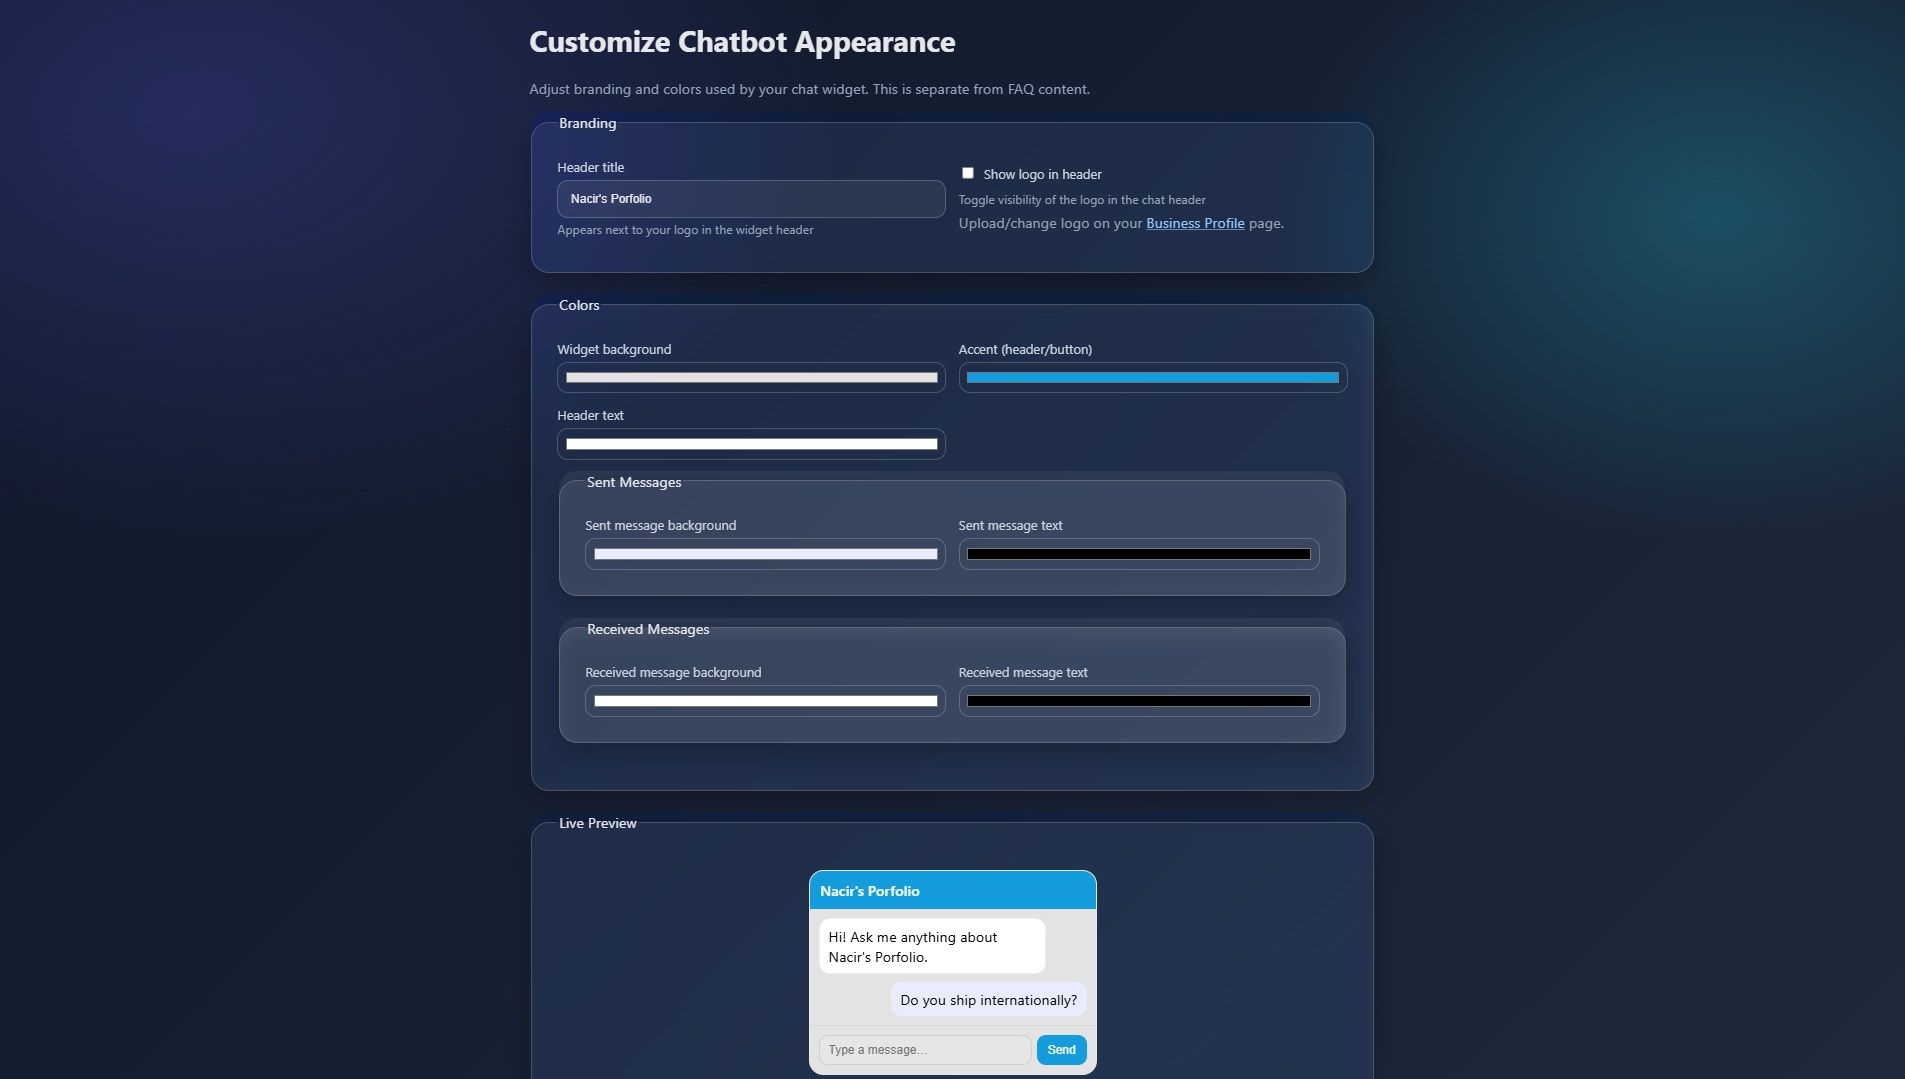 Customize Chatbot Appearance
Adjust branding and colors used by your chat widget. This is separate from FAQ content.
Branding
Header title
Nacir's Porfolio
Appears next to your logo in the widget header
Show logo in header
Toggle visibility of the logo in the chat header
Upload/change logo on your Business Profile page.
Colors
Widget background
Accent (header/button)
Header text
Sent Messages
Sent message background
Sent message text
Received Messages
Received message background
Received message text
Live Preview
Nacir's Porfolio
Hi! Ask me anything about
Nacir's Porfolio.
Do you ship internationally?
Type a message...
Send